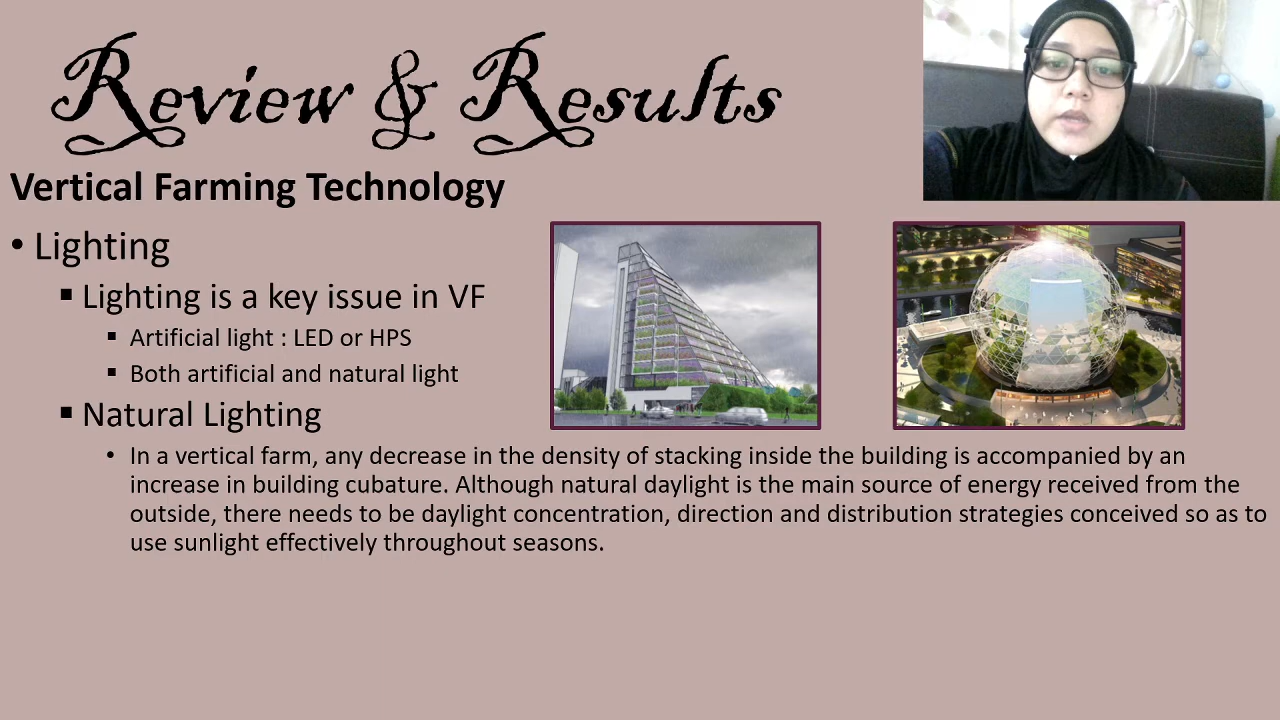 Review & Results
Vertical Farming Technology
• Lighting
▪ Lighting is a key issue in VF
▪ Artificial light : LED or HPS
▪ Both artificial and natural light
▪ Natural Lighting
• In a vertical farm, any decrease in the density of stacking inside the building is accompanied by an
increase in building cubature. Although natural daylight is the main source of energy received from the
outside, there needs to be daylight concentration, direction and distribution strategies conceived so as to
use sunlight effectively throughout seasons.